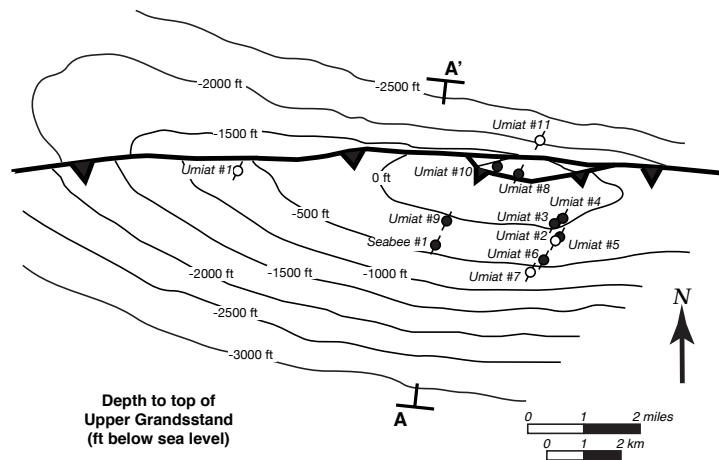 A'
-2500 ft
-2000 ft
Umiat #11
-1500 ft
Umiat #1
Umiat #10
0 ft
Umiat #8
Umiat #4
-500 ft
Umiat #9
Umiat #3
Umiat #2
Umiat #5
Seabee #1
Umiat #6
Umiat #7
-1000 ft
-1500 ft
-2000 ft
-2500 ft
-3000 ft
N
Depth to top of
Upper Grandsstand
(ft below sea level)
A
0 1 2 miles
0 1 2 km